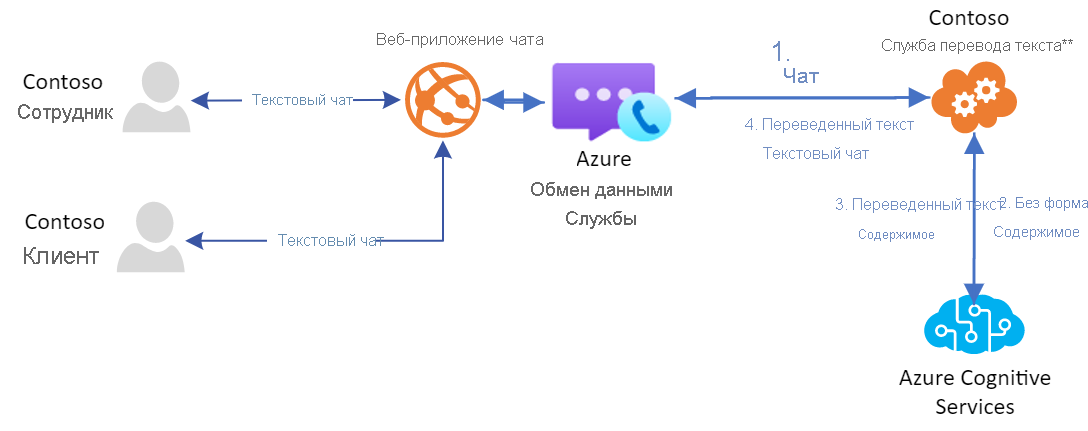 Contoso
Служба перевода текста**
Веб-приложение чата
1.
Чат
Contoso
Сотрудник
Текстовый чат
4. Переведенный текст
Текстовый чат
Azure
Обмен данными
Службы
Contoso
Клиент
Текстовый чат
3. Переведенный текст
Содержимое
2. Без форма
Содержимое
Azure Cognitive
Services